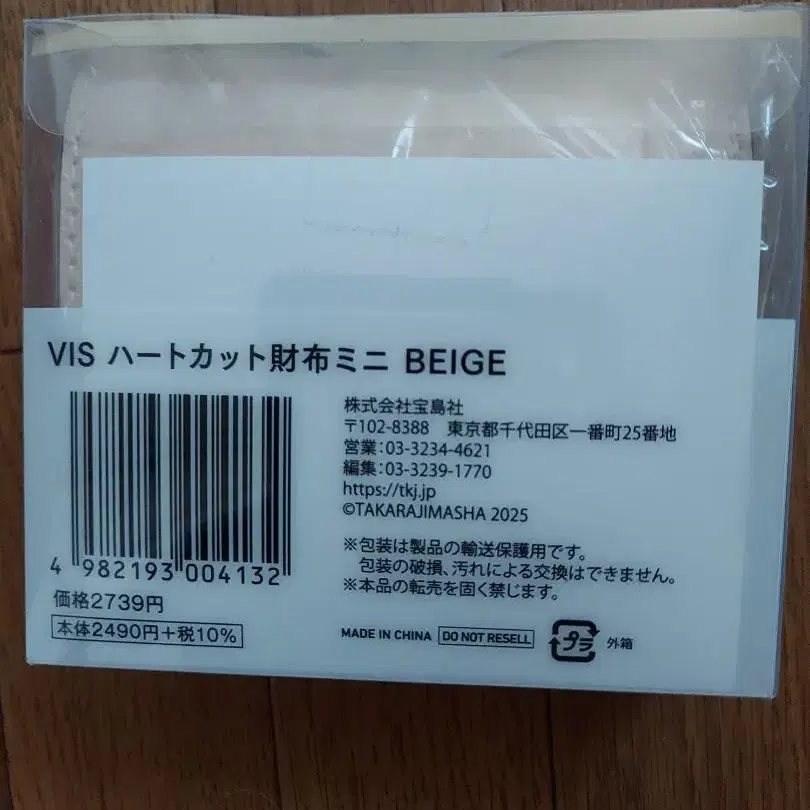 VIS ハートカット財布ミニ BEIGE
4 982193 004132
価格2739円
本体2490円+税10%
株式会社宝島社
〒102-8388 東京都千代田区一番町25番地
営業:03-3234-4621
編集:03-3239-1770
https://tkj.jp
©TAKARAJIMASHA 2025
※包装は製品の輸送保護用です。
包装の破損、汚れによる交換はできません。
※本品の転売を固く禁じます。
MADE IN CHINA DO NOT RESELL プラ 外箱